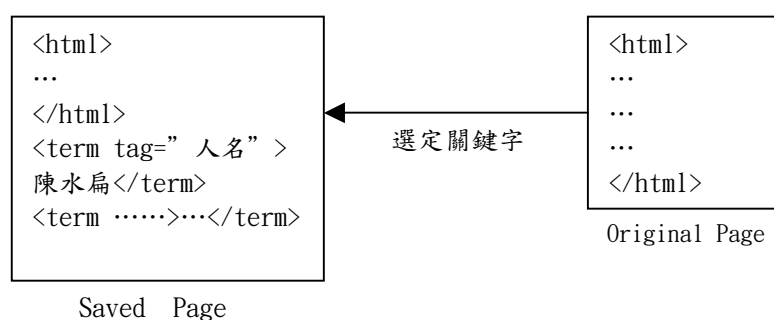 <html>
…
</html>
<term tag=”人名”>
陳水扁</term>
<term ……>…</term>
Saved Page
選定關鍵字
<html>
…
…
…
</html>
Original Page